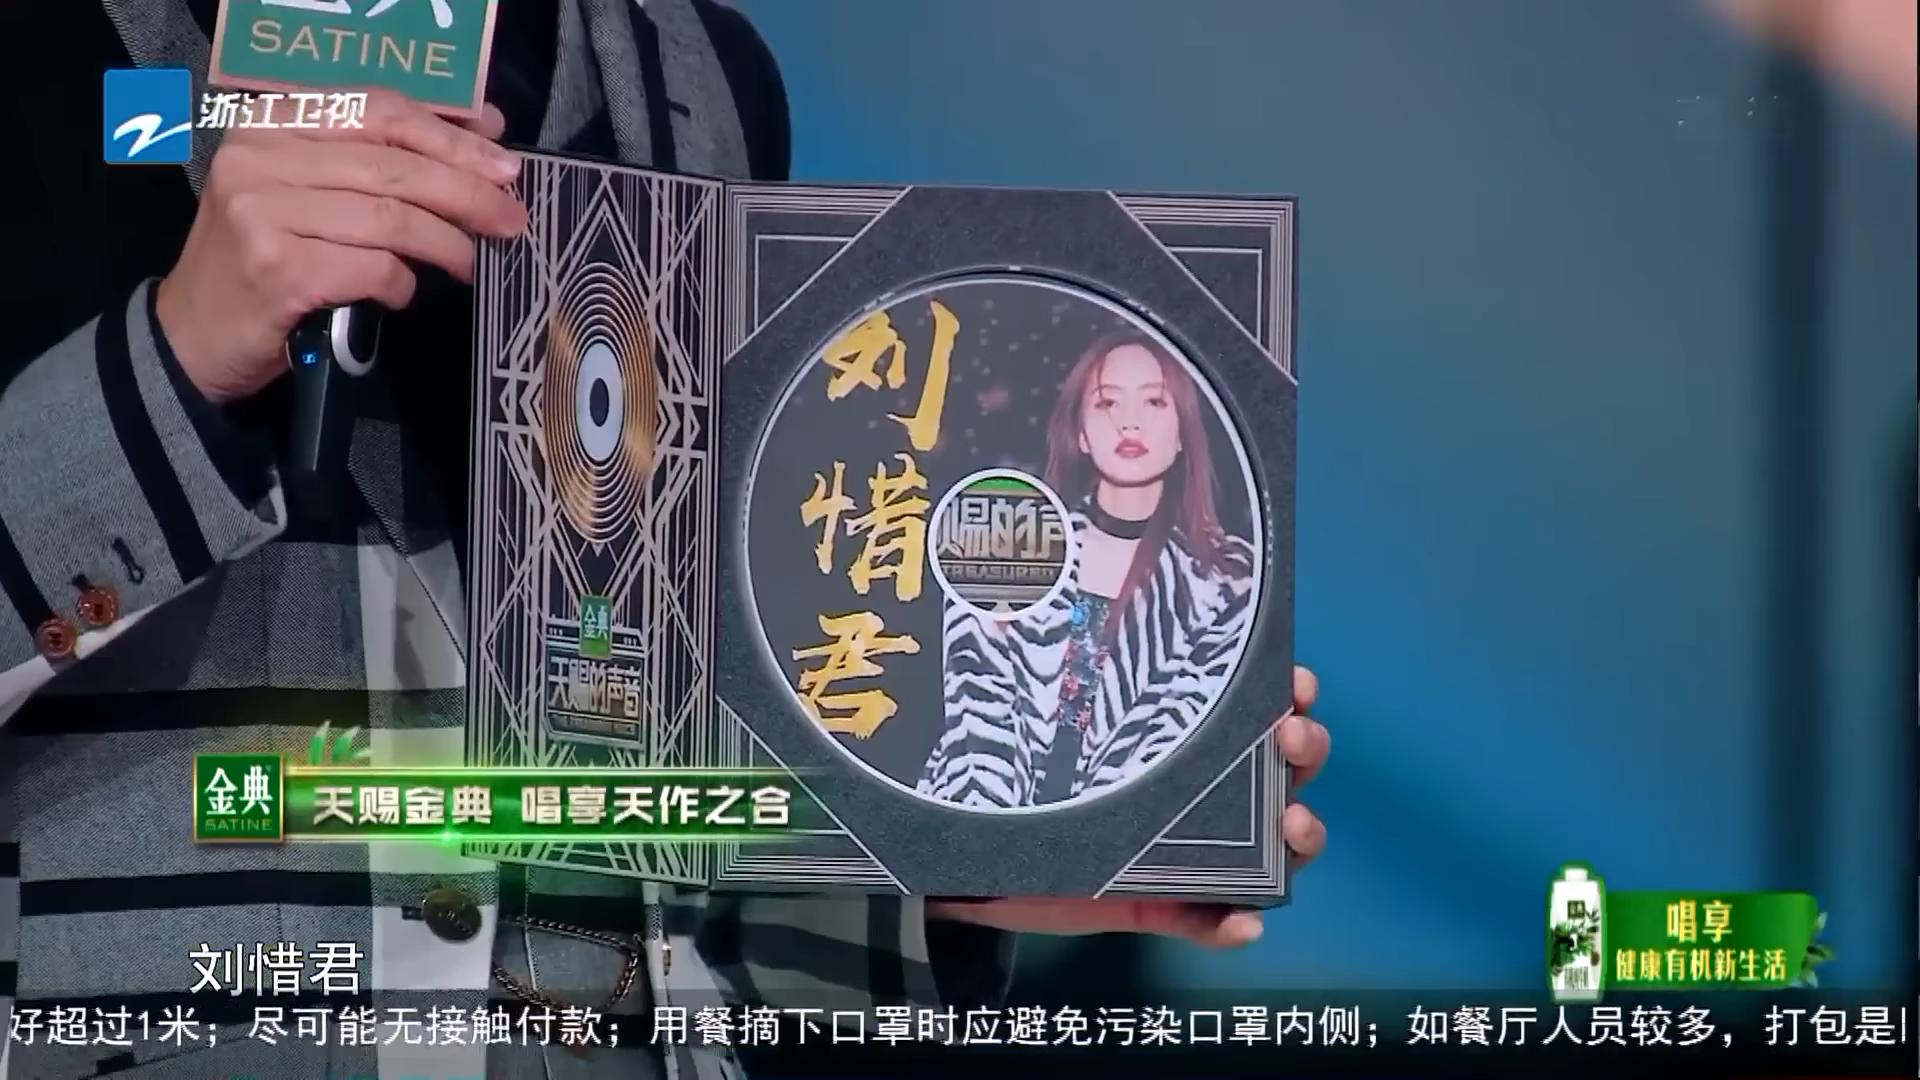 SATINE
浙江卫视
刘惜君
赐的声
TREASURED
金典
天赐的声音
金典
SATINE
天赐金典 唱享天作之合
唱享
健康有机新生活
刘惜君
好超过1米；尽可能无接触付款；用餐摘下口罩时应避免污染口罩内侧；如餐厅人员较多，打包是